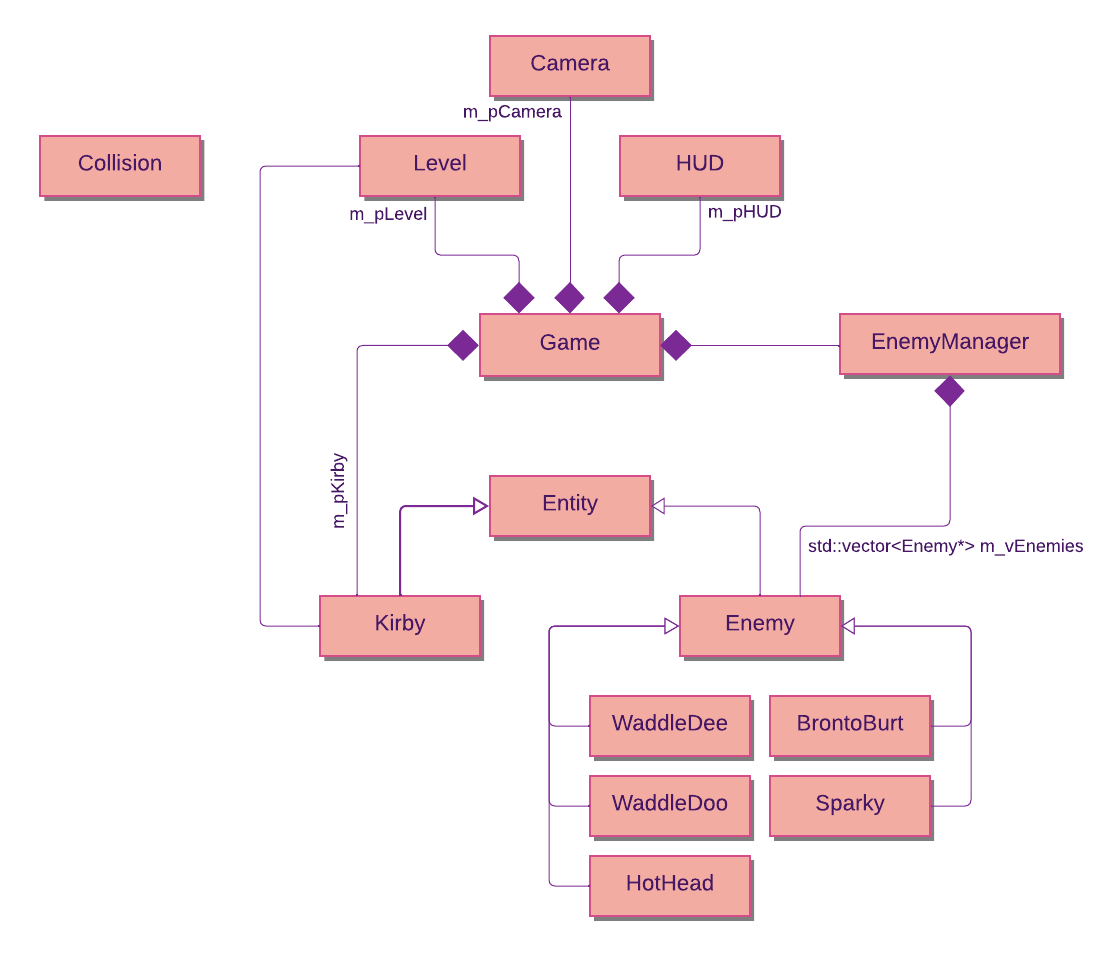 Camera
m_pCamera
Collision
Level
HUD
m_pLevel
m_pHUD
Game
EnemyManager
m_pKirby
Entity
std::vector<Enemy*> m_vEnemies
Kirby
Enemy
WaddleDee
BrontoBurt
WaddleDoo
Sparky
HotHead